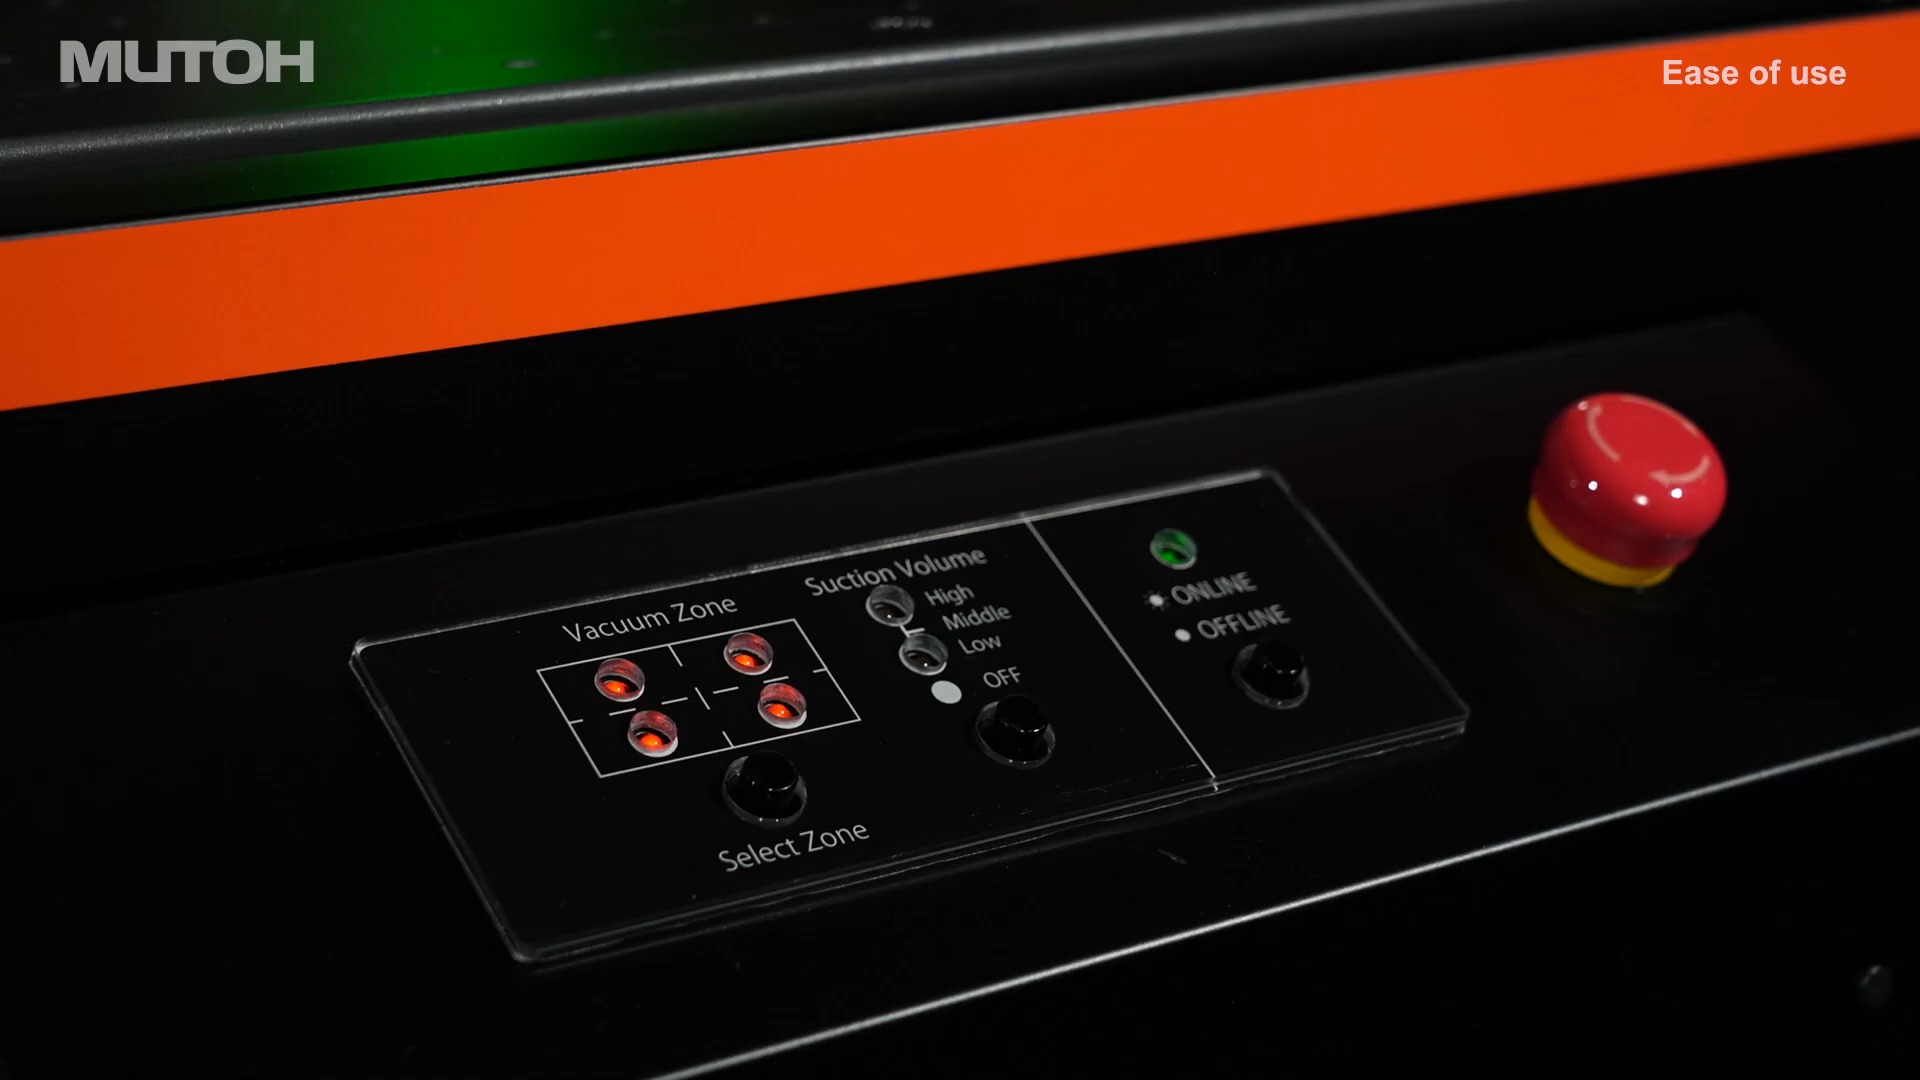 MUTOH
Ease of use
Vacuum Zone
Suction Volume
High
Middle
Low
OFF
Select Zone
ONLINE
OFFLINE